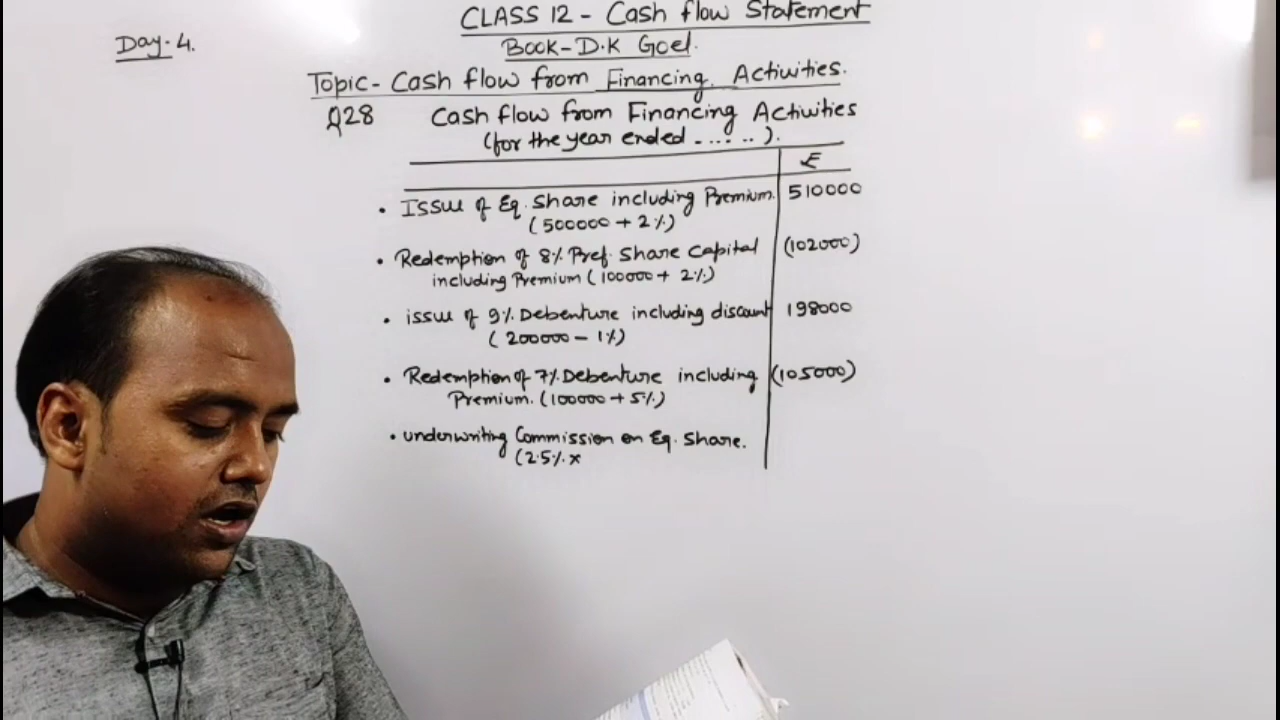 CLASS 12 - Cash flow Statement
Day-4.
Book-D.K Goel.
Topic- Cash flow from Financing. Activities.
Q28 Cash flow from Financing Activities
(for the year ended ........).
₹
• Issue of Eq. Share including Premium. 510000
(500000 + 2%)
• Redemption of 8% Pref. Share Capital (102000)
including Premium (100000 + 2%)
• issue of 9% Debenture including discount 198000
(200000 - 1%)
• Redemption of 7% Debenture including (105000)
Premium. (100000 + 5%)
• underwriting Commission on Eq. Share.
(2.5% x